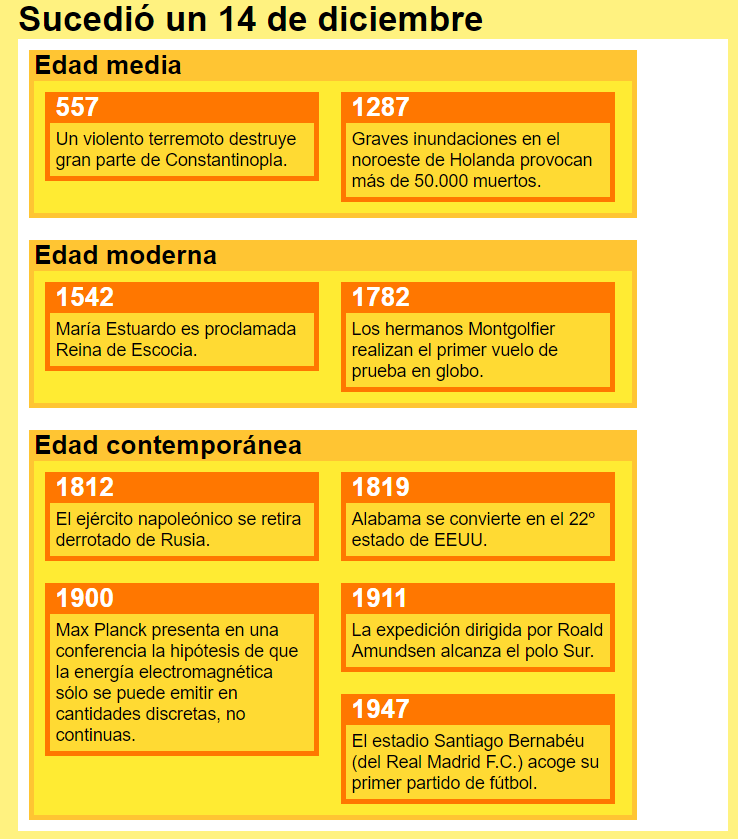 Sucedió un 14 de diciembre
Edad media
557
Un violento terremoto destruye
gran parte de Constantinopla.
1287
Graves inundaciones en el
noroeste de Holanda provocan
más de 50.000 muertos.
Edad moderna
1542
María Estuardo es proclamada
Reina de Escocia.
1782
Los hermanos Montgolfier
realizan el primer vuelo de
prueba en globo.
Edad contemporánea
1812
El ejército napoleónico se retira
derrotado de Rusia.
1819
Alabama se convierte en el 22º
estado de EEUU.
1900
Max Planck presenta en una
conferencia la hipótesis de que
la energía electromagnética
sólo se puede emitir en
cantidades discretas, no
continuas.
1911
La expedición dirigida por Roald
Amundsen alcanza el polo Sur.
1947
El estadio Santiago Bernabéu
(del Real Madrid F.C.) acoge su
primer partido de fútbol.